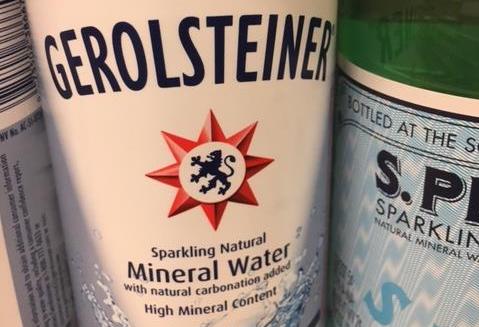 GEROLSTEINER
Sparkling Natural
Mineral Water
with natural carbonation added
High Mineral Content
BOTTLED AT THE
S.PE
SPARKLIN
NATURAL MINERAL WA
S